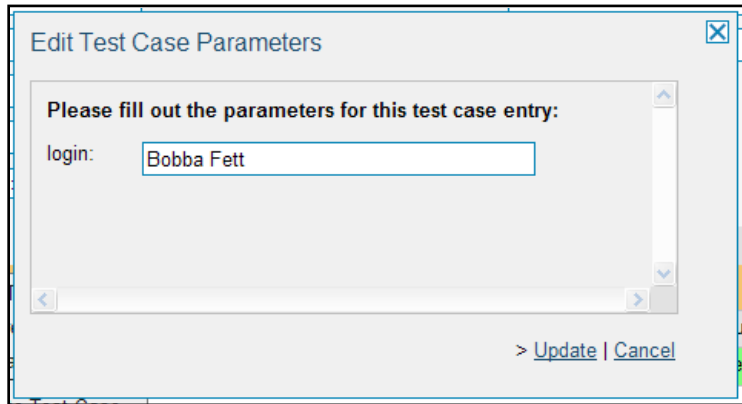 Edit Test Case Parameters
Please fill out the parameters for this test case entry:
login: Bobba Fett
> Update | Cancel